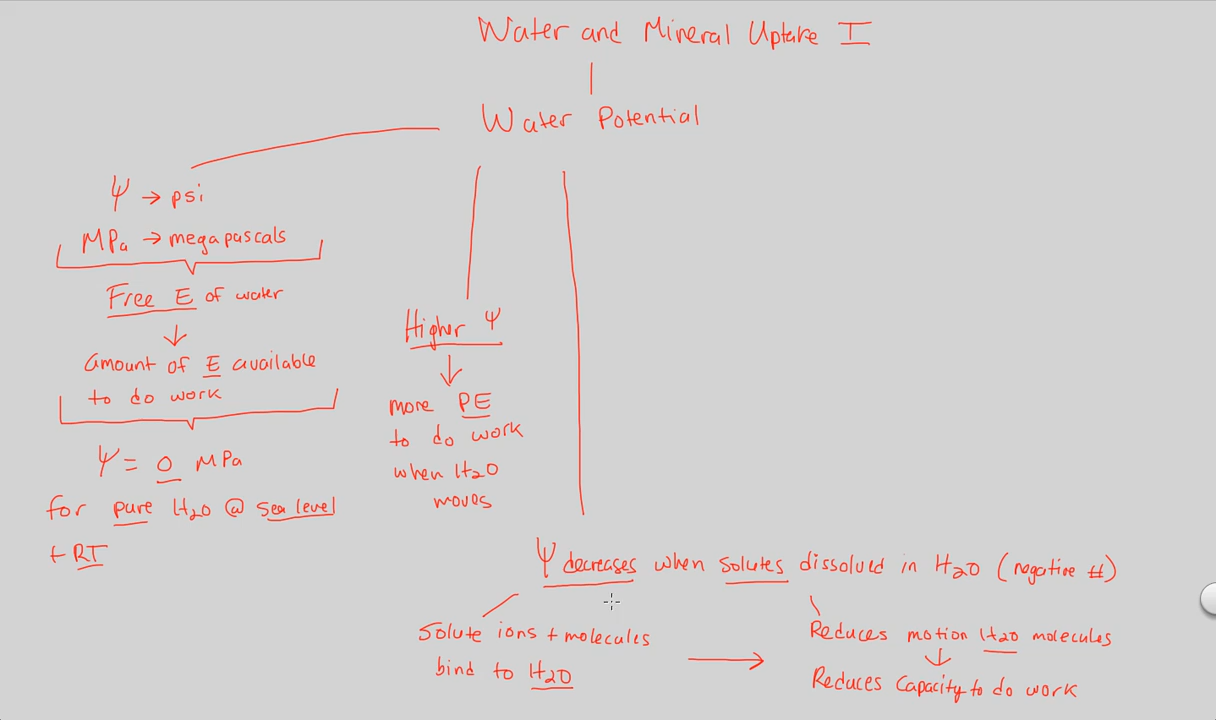 Water and Mineral Uptake I
Water Potential
Ψ → psi
MPa → megapascals
Free E of water
↓
amount of E available
to do work
Ψ = 0 MPa
for pure H2O @ sea level
+ RT
Higher Ψ
↓
more PE
to do work
when H2O
moves
Ψ decreases when solutes dissolved in H2O (negative #)
Solute ions + molecules
bind to H2O
→
Reduces motion H2O molecules
↓
Reduces capacity to do work